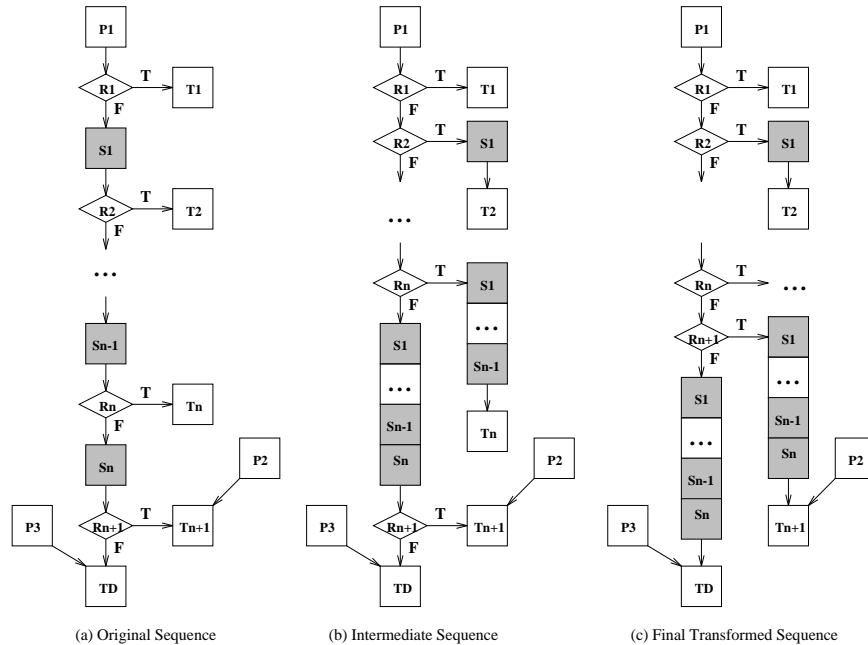 P1
R1
T
T1
F
S1
R2
T
T2
F
...
Sn-1
Rn
T
Tn
F
Sn
P2
Rn+1
T
Tn+1
P3
F
TD
(a) Original Sequence
P1
R1
T
T1
F
R2
T
S1
F
T2
...
Rn
T
S1
F
S1
...
Sn-1
...
Sn-1
Tn
Sn
P2
Rn+1
T
Tn+1
P3
F
TD
(b) Intermediate Sequence
P1
R1
T
T1
F
R2
T
S1
F
T2
Rn
T
...
F
Rn+1
T
S1
F
...
S1
Sn-1
...
Sn
P2
Sn-1
Sn
Tn+1
P3
TD
(c) Final Transformed Sequence